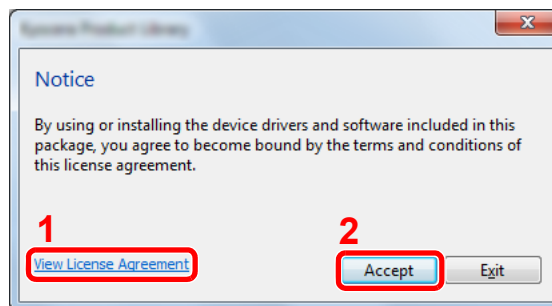 Notice
By using or installing the device drivers and software included in this
package, you agree to become bound by the terms and conditions of
this license agreement.
1
2
View License Agreement
Accept
Exit